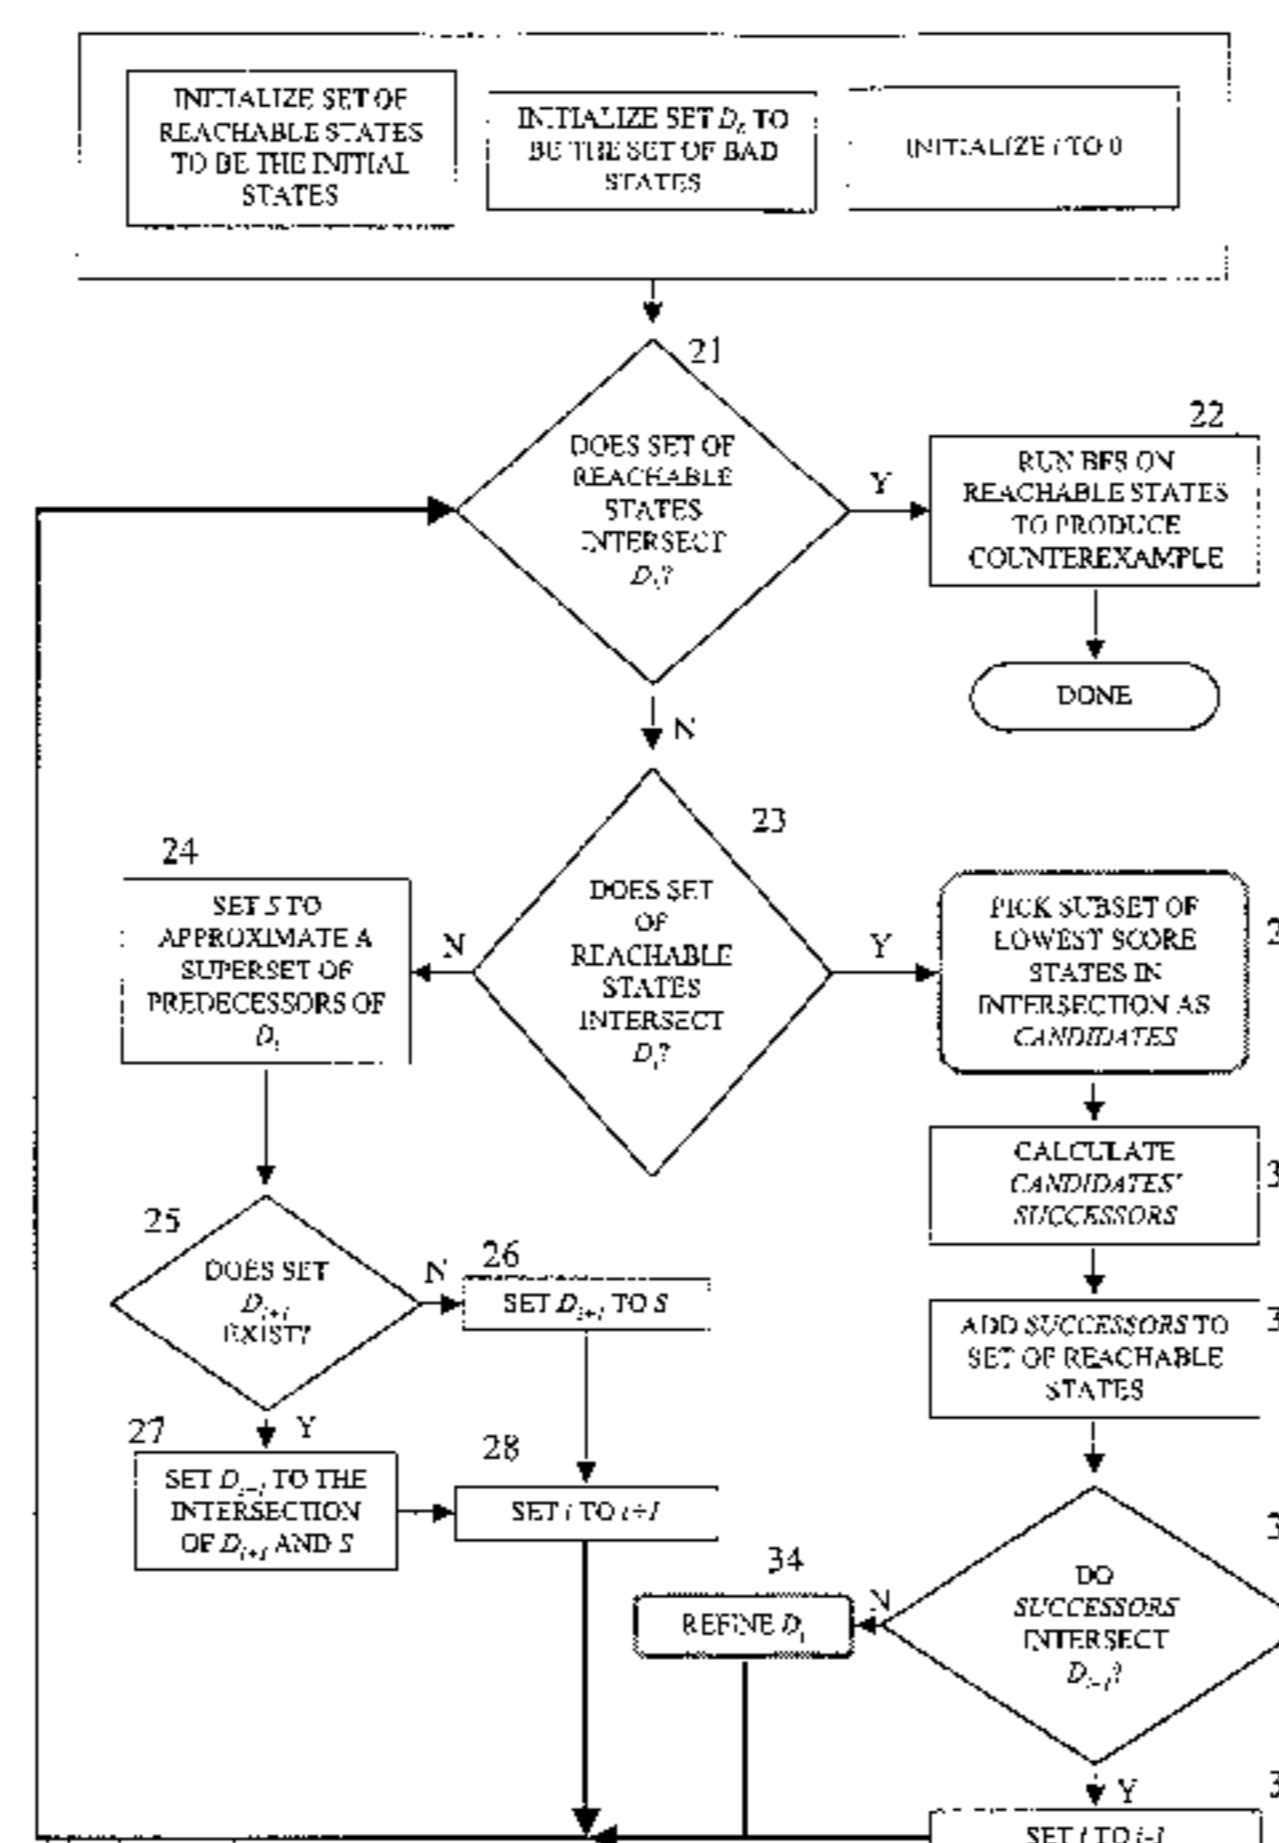 INITIALIZE SET OF
REACHABLE STATES
TO BE THE INITIAL
STATES
INITIALIZE SET D₀ TO
BE THE SET OF BAD
STATES
INITIALIZE i TO 0
21
DOES SET OF
REACHABLE
STATES
INTERSECT
?
Y
22
RUN BFS ON
REACHABLE STATES
TO PRODUCE
COUNTEREXAMPLE
DONE
N
23
DOES SET
OF
REACHABLE
STATES
INTERSECT
Dᵢ?
N
Y
24
SET S TO
APPROXIMATE A
SUPERSET OF
PREDECESSORS OF
Dᵢ
PICK SUBSET OF
LOWEST SCORE
STATES IN
INTERSECTION AS
CANDIDATES
2
CALCULATE
CANDIDATES'
SUCCESSORS
3
25
DOES SET
Dᵢ₊₁
EXIST?
N
26
SET Dᵢ₊₁ TO S
ADD SUCCESSORS TO
SET OF REACHABLE
STATES
3
Y
27
SET Dᵢ₊₁ TO THE
INTERSECTION
OF Dᵢ₊₁ AND S
28
SET i TO i+1
DO
SUCCESSORS
INTERSECT
Dᵢ₋₁?
3
N
34
REFINE Dᵢ
Y
3
SET i TO i-1